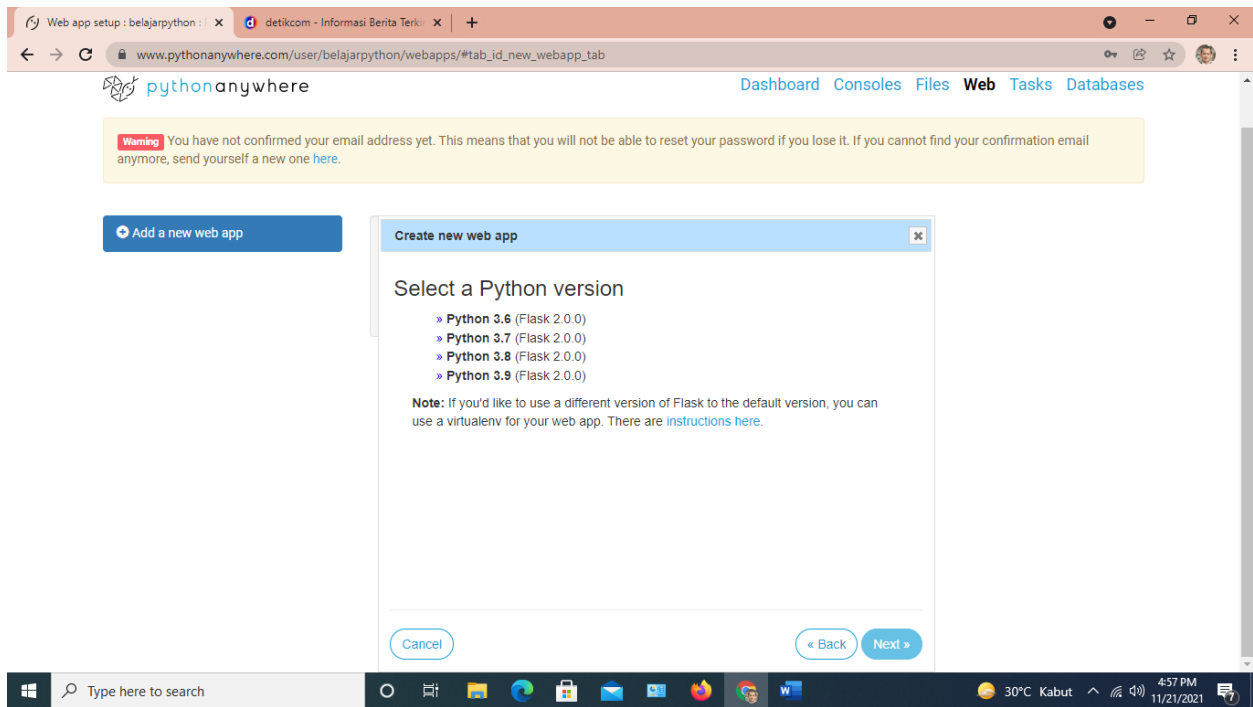 Web app setup : belajarpython :
detikcom - Informasi Berita Terki
www.pythonanywhere.com/user/belajarpython/webapps/#tab_id_new_webapp_tab
pythonanywhere
Dashboard Consoles Files Web Tasks Databases
Warning You have not confirmed your email address yet. This means that you will not be able to reset your password if you lose it. If you cannot find your confirmation email
anymore, send yourself a new one here.
Add a new web app
Create new web app
Select a Python version
» Python 3.6 (Flask 2.0.0)
» Python 3.7 (Flask 2.0.0)
» Python 3.8 (Flask 2.0.0)
» Python 3.9 (Flask 2.0.0)
Note: If you'd like to use a different version of Flask to the default version, you can
use a virtualenv for your web app. There are instructions here.
Cancel
« Back
Next »
Type here to search
W
30°C Kabut
4:57 PM
11/21/2021
7